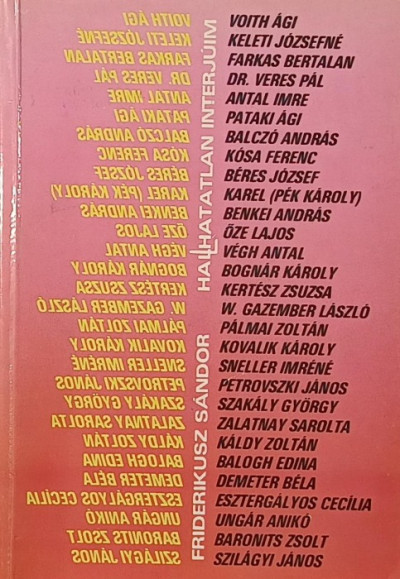 VOITH ÁGI
KELETI JÓZSEFNÉ
FARKAS BERTALAN
DR. VERES PÁL
ANTAL IMRE
PATAKI ÁGI
BALCZÓ ANDRÁS
KÓSA FERENC
BÉRES JÓZSEF
KAREL (PÉK KÁROLY)
BENKEI ANDRÁS
ŐZE LAJOS
VÉGH ANTAL
BOGNÁR KÁROLY
KERTÉSZ ZSUZSA
W. GAZEMBER LÁSZLÓ
PÁLMAI ZOLTÁN
KOVALIK KÁROLY
SNELLER IMRÉNÉ
PETROVSZKI JÁNOS
SZAKÁLY GYÖRGY
ZALATNAY SAROLTA
KÁLDY ZOLTÁN
BALOGH EDINA
DEMETER BÉLA
ESZTERGÁLYOS CECÍLIA
UNGÁR ANIKÓ
BARONITS ZSOLT
SZILÁGYI JÁNOS
FRIDERIKUSZ SÁNDOR HALLHATATLAN INTERJÚIM
VOITH ÁGI
KELETI JÓZSEFNÉ
FARKAS BERTALAN
DR. VERES PÁL
ANTAL IMRE
PATAKI ÁGI
BALCZÓ ANDRÁS
KÓSA FERENC
BÉRES JÓZSEF
KAREL (PÉK KÁROLY)
BENKEI ANDRÁS
ŐZE LAJOS
VÉGH ANTAL
BOGNÁR KÁROLY
KERTÉSZ ZSUZSA
W. GAZEMBER LÁSZLÓ
PÁLMAI ZOLTÁN
KOVALIK KÁROLY
SNELLER IMRÉNÉ
PETROVSZKI JÁNOS
SZAKÁLY GYÖRGY
ZALATNAY SAROLTA
KÁLDY ZOLTÁN
BALOGH EDINA
DEMETER BÉLA
ESZTERGÁLYOS CECÍLIA
UNGÁR ANIKÓ
BARONITS ZSOLT
SZILÁGYI JÁNOS